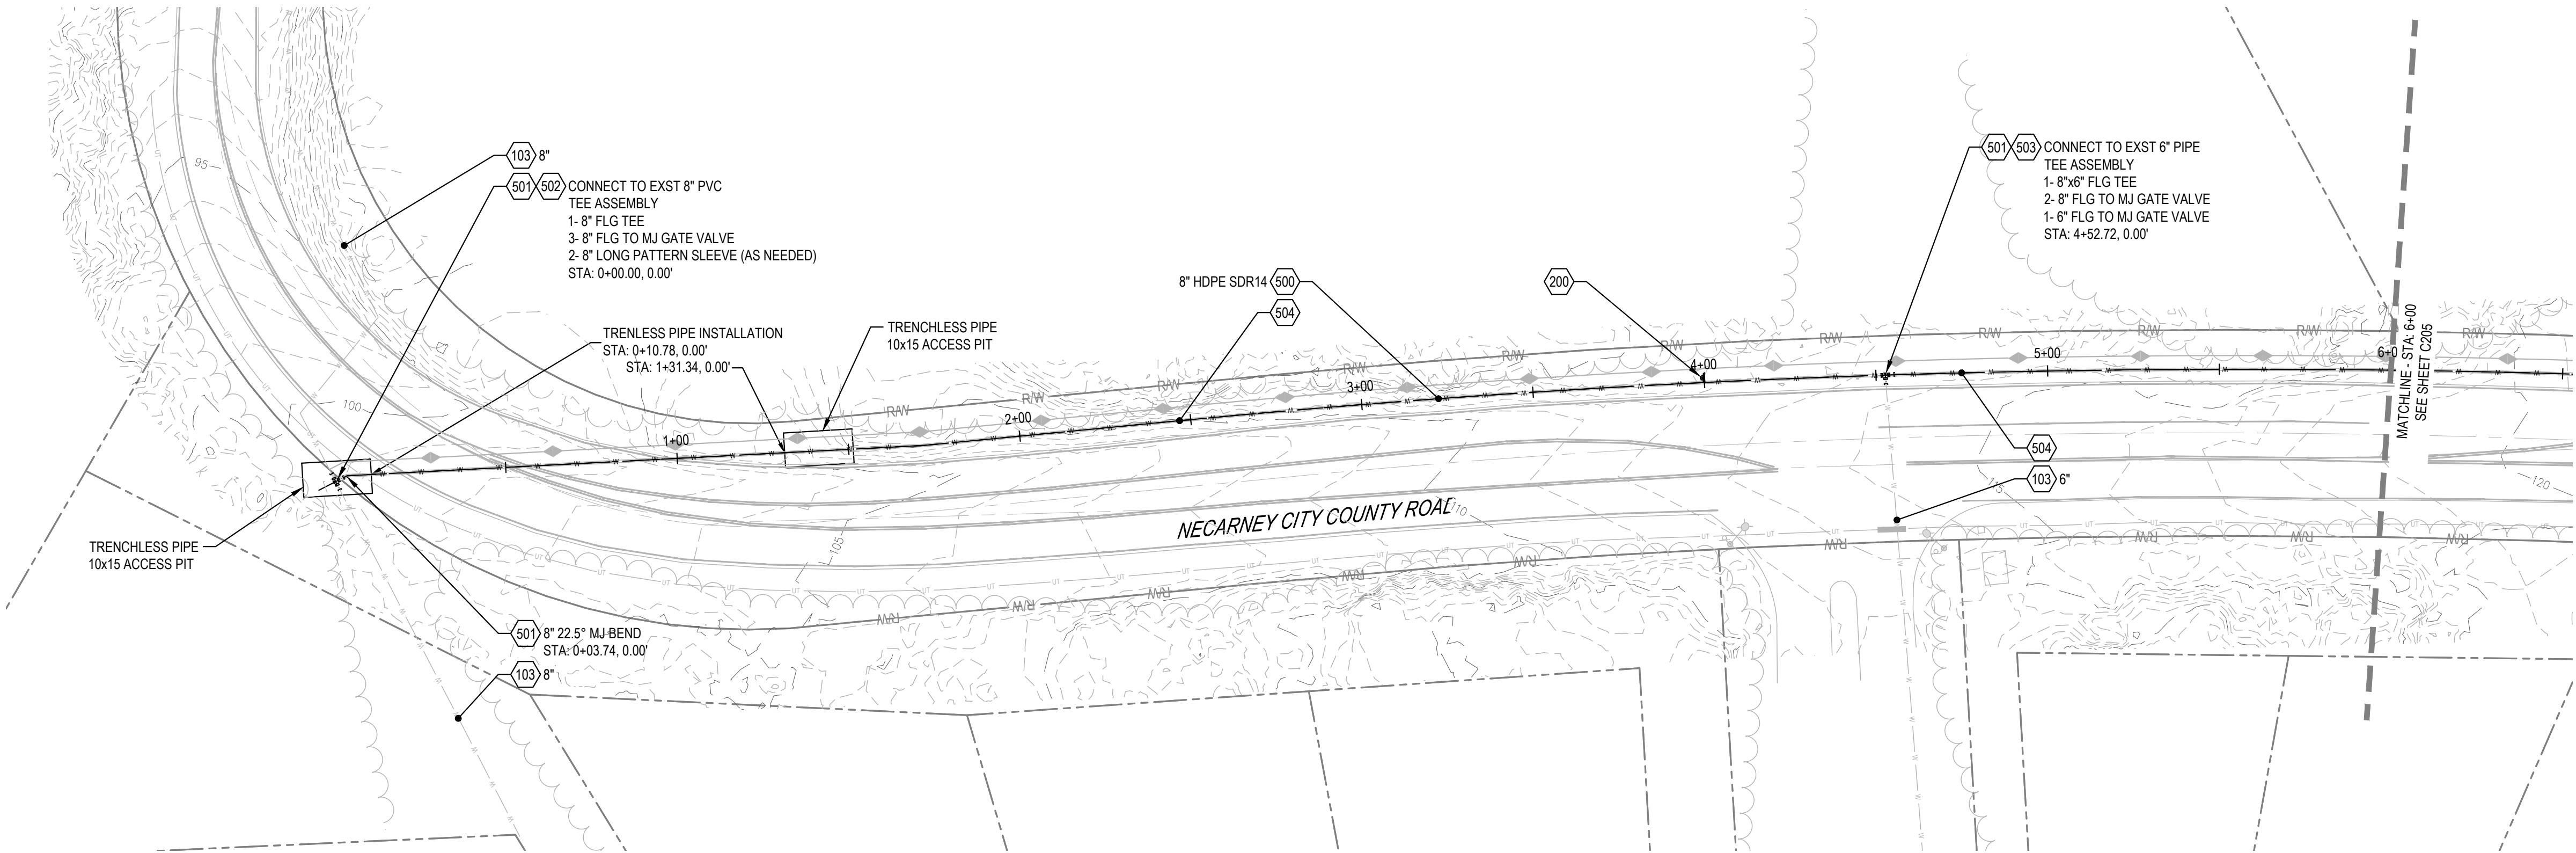 103 8"
501 502 CONNECT TO EXST 8" PVC
TEE ASSEMBLY
1- 8" FLG TEE
3- 8" FLG TO MJ GATE VALVE
2- 8" LONG PATTERN SLEEVE (AS NEEDED)
STA: 0+00.00, 0.00'
501 503 CONNECT TO EXST 6" PIPE
TEE ASSEMBLY
1- 8"x6" FLG TEE
2- 8" FLG TO MJ GATE VALVE
1- 6" FLG TO MJ GATE VALVE
STA: 4+52.72, 0.00'
95
8" HDPE SDR14 500
504
200
TRENLESS PIPE INSTALLATION
STA: 0+10.78, 0.00'
STA: 1+31.34, 0.00'
TRENCHLESS PIPE
10x15 ACCESS PIT
MATCHLINE - STA: 6+00
SEE SHEET C205
R/W R/W R/W R/W R/W R/W R/W R/W R/W R/W R/W
1+00
2+00
3+00
4+00
5+00
6+0
100
105
110
115
120
NECARNEY CITY COUNTY ROAD
504
103 6"
TRENCHLESS PIPE
10x15 ACCESS PIT
R/W R/W R/W R/W R/W R/W R/W R/W R/W
501 8" 22.5° MJ BEND
STA: 0+03.74, 0.00'
103 8"